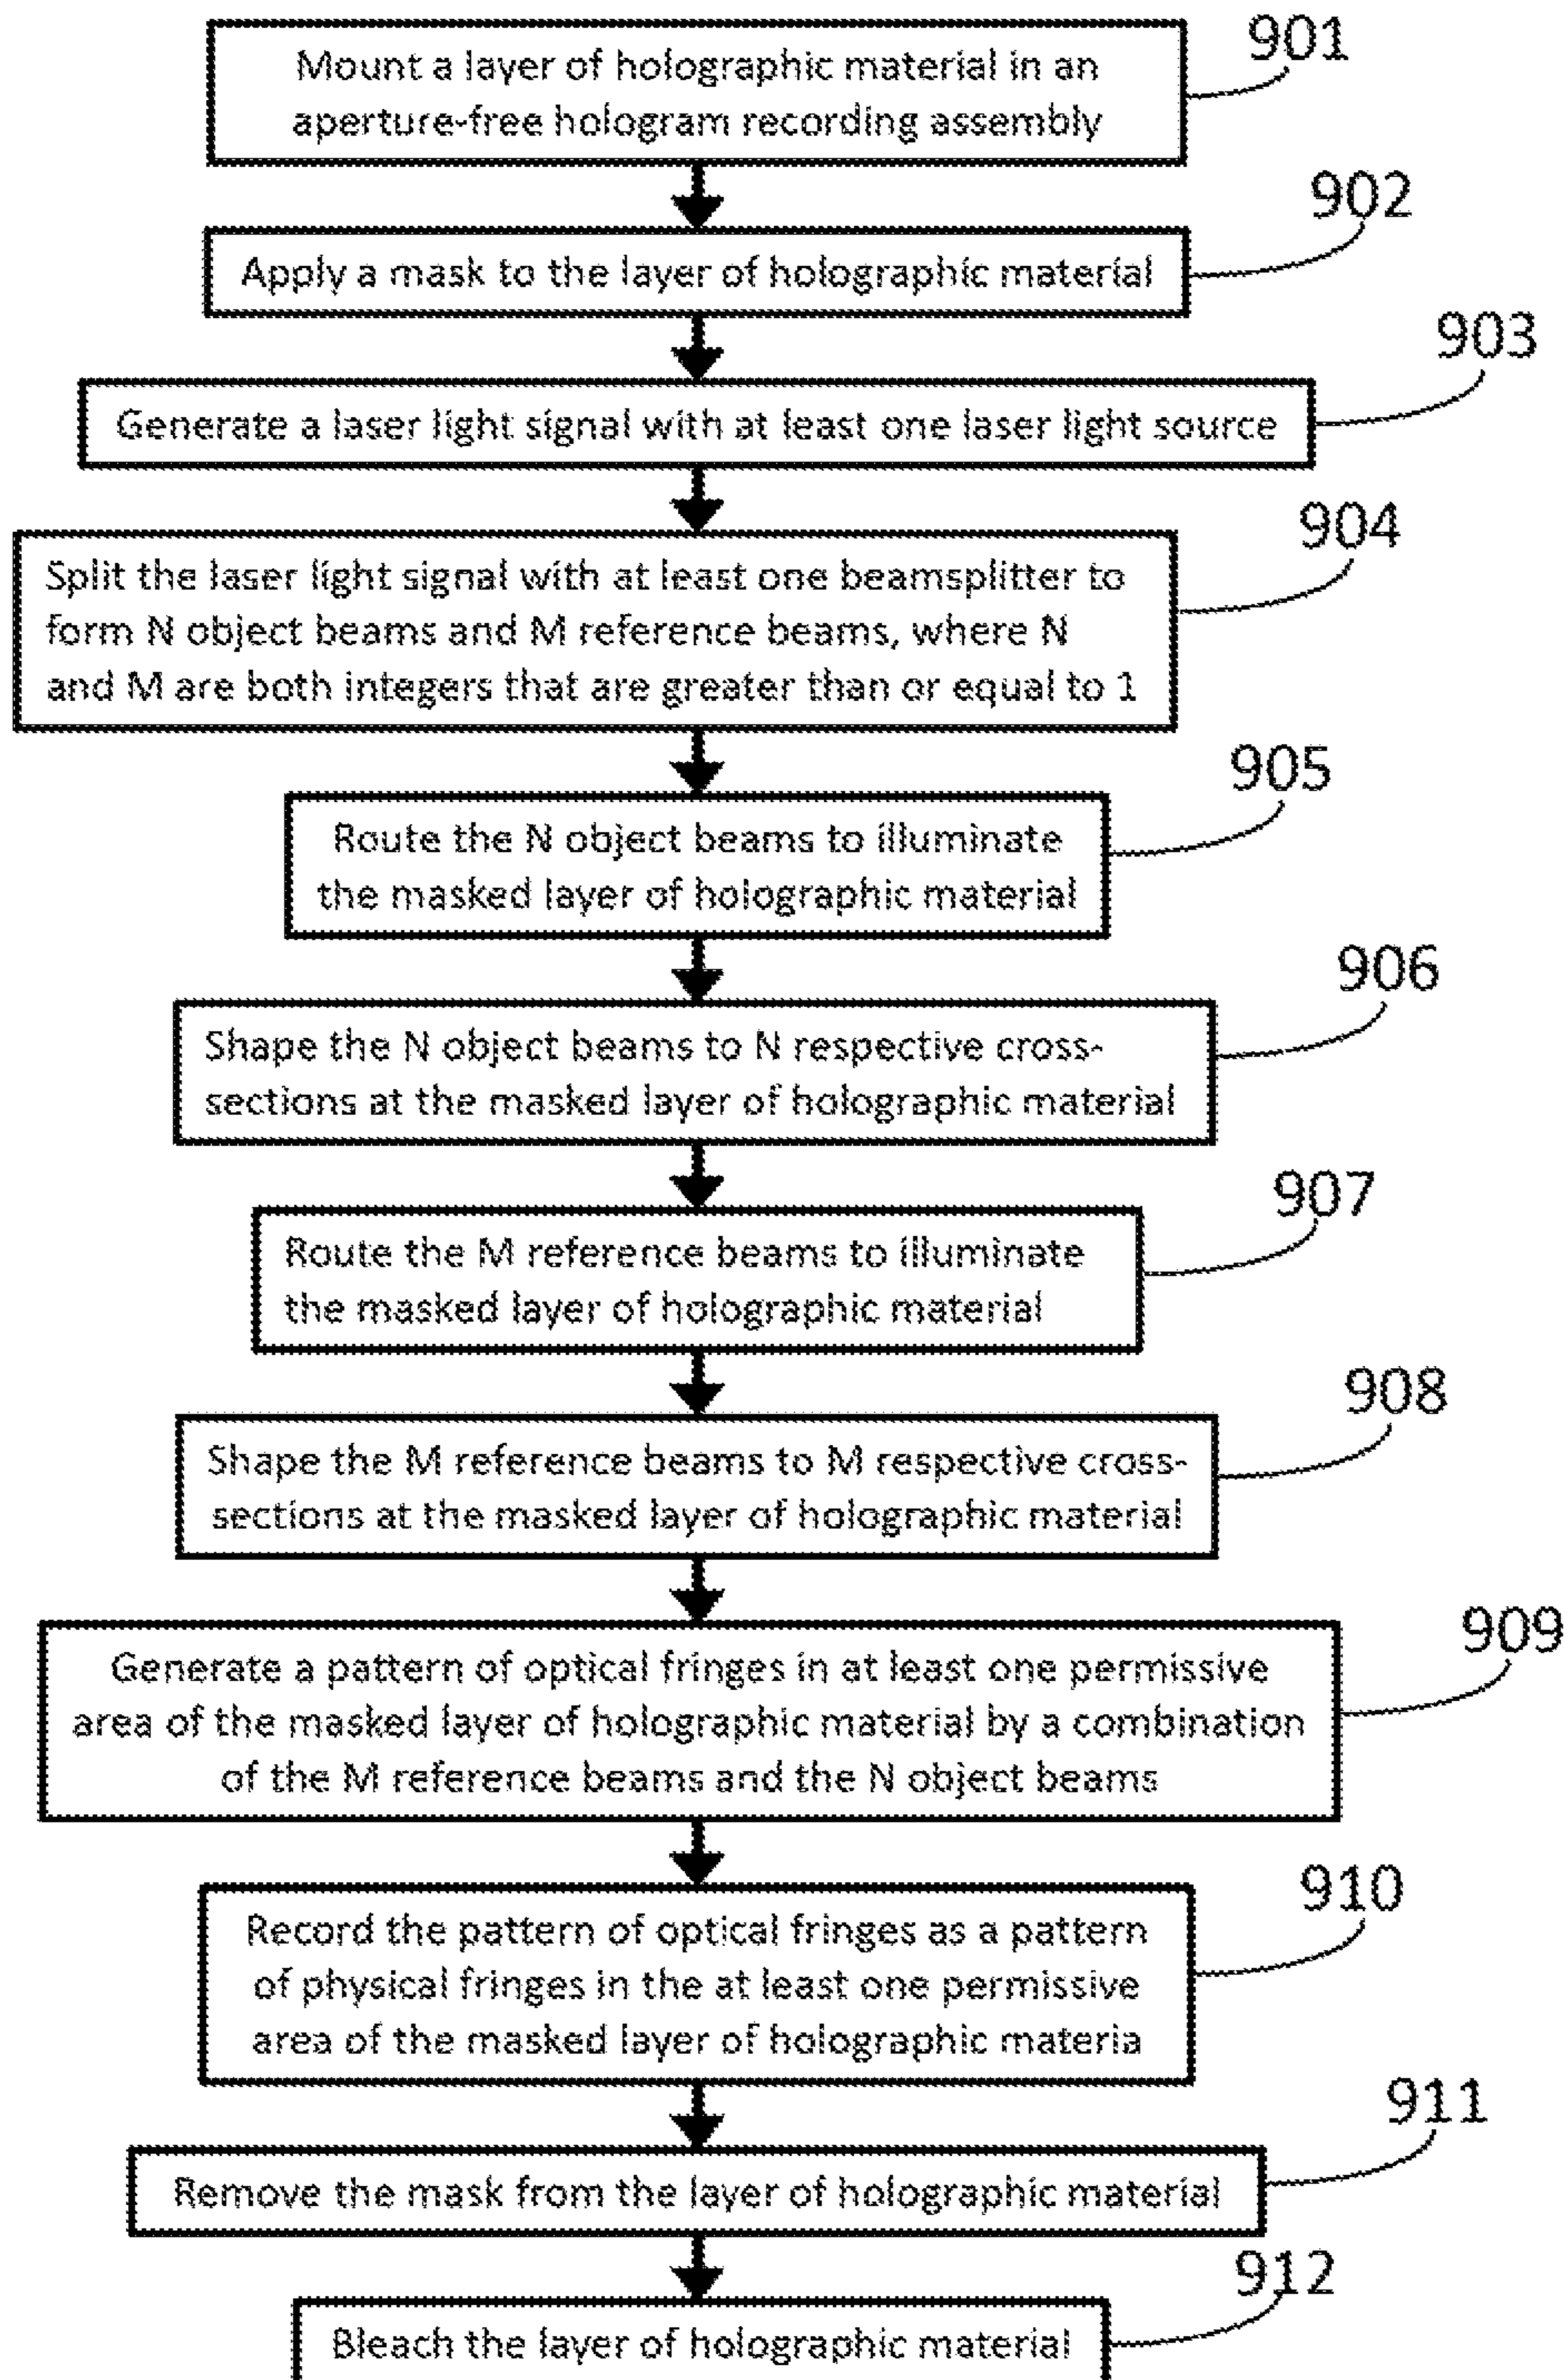 901
Mount a layer of holographic material in an
aperture-free hologram recording assembly
902
Apply a mask to the layer of holographic material
903
Generate a laser light signal with at least one laser light source
904
Split the laser light signal with at least one beamsplitter to
form N object beams and M reference beams, where N
and M are both integers that are greater than or equal to 1
905
Route the N object beams to illuminate
the masked layer of holographic material
906
Shape the N object beams to N respective cross-
sections at the masked layer of holographic material
907
Route the M reference beams to illuminate
the masked layer of holographic material
908
Shape the M reference beams to M respective cross-
sections at the masked layer of holographic material
909
Generate a pattern of optical fringes in at least one permissive
area of the masked layer of holographic material by a combination
of the M reference beams and the N object beams
910
Record the pattern of optical fringes as a pattern
of physical fringes in the at least one permissive
area of the masked layer of holographic materia
911
Remove the mask from the layer of holographic material
912
Bleach the layer of holographic material